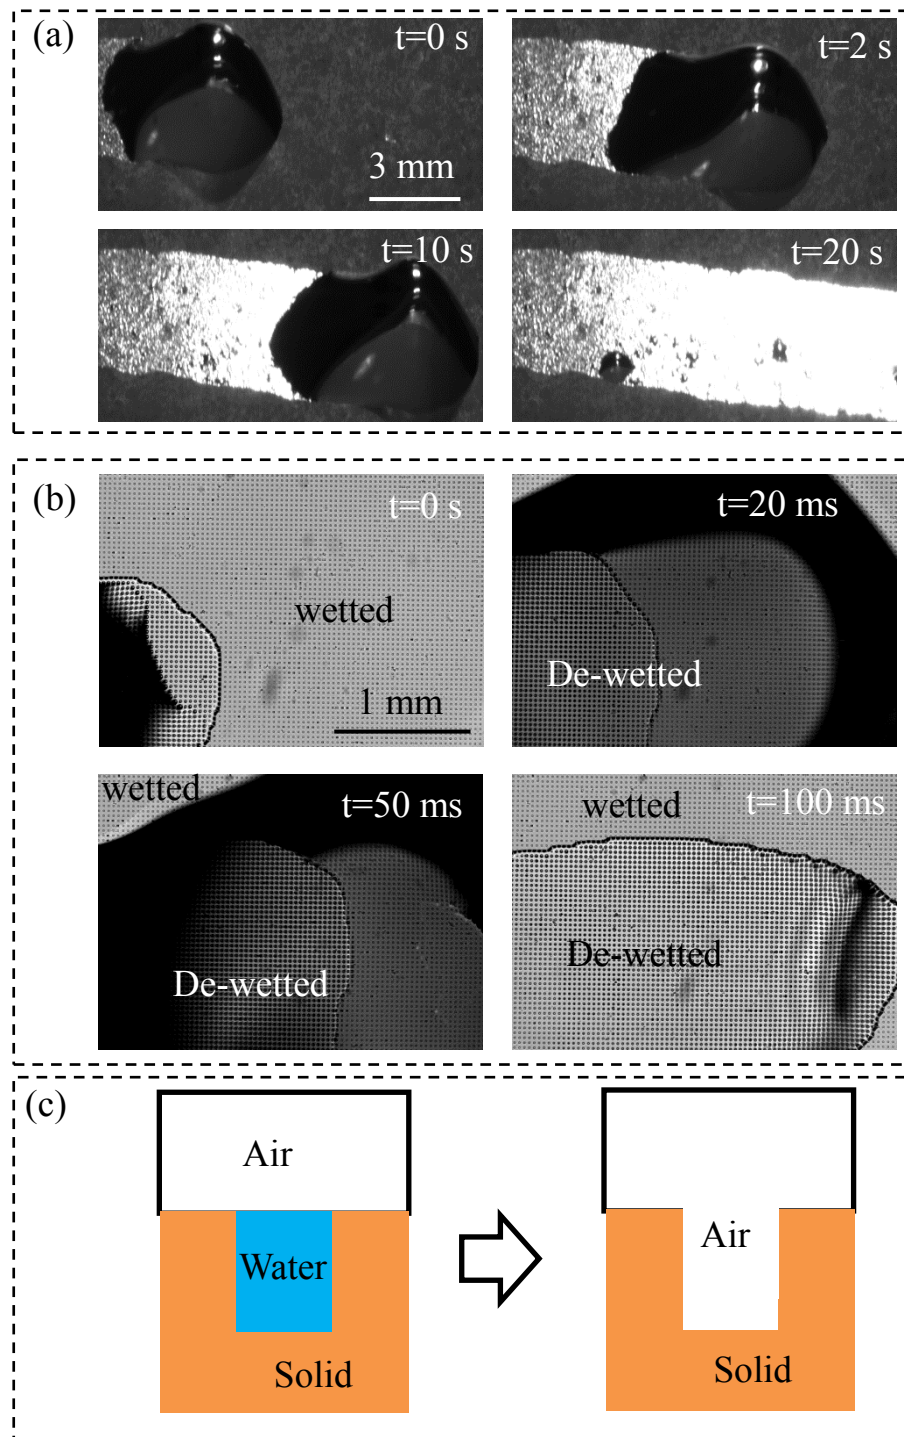 (a)
t=0 s
3 mm
t=2 s
t=10 s
t=20 s
(b)
t=0 s
wetted
1 mm
t=20 ms
De-wetted
wetted
t=50 ms
De-wetted
wetted
t=100 ms
De-wetted
(c)
Air
Water
Solid
Air
Solid